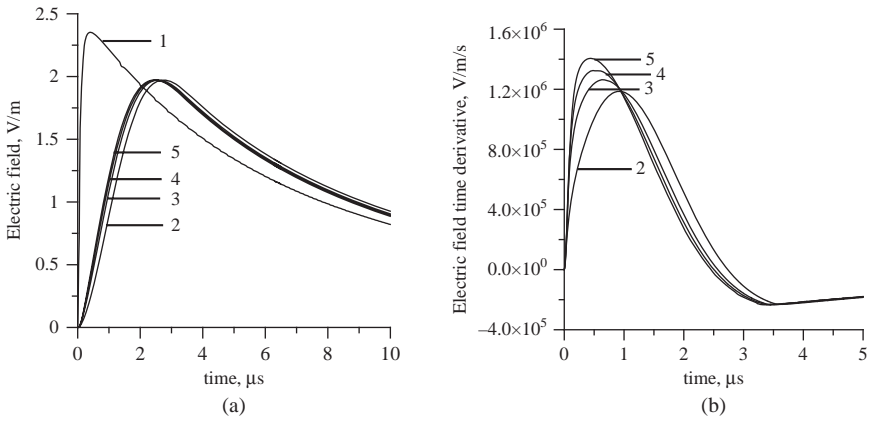 2.5
2
1.5
1
0.5
0
Electric field, V/m
1
5
4
3
2
0 2 4 6 8 10
time, μs
(a)
1.6×10⁶
1.2×10⁶
8.0×10⁵
4.0×10⁵
0.0×10⁰
–4.0×10⁵
Electric field time derivative, V/m/s
5
4
3
2
0 1 2 3 4 5
time, μs
(b)